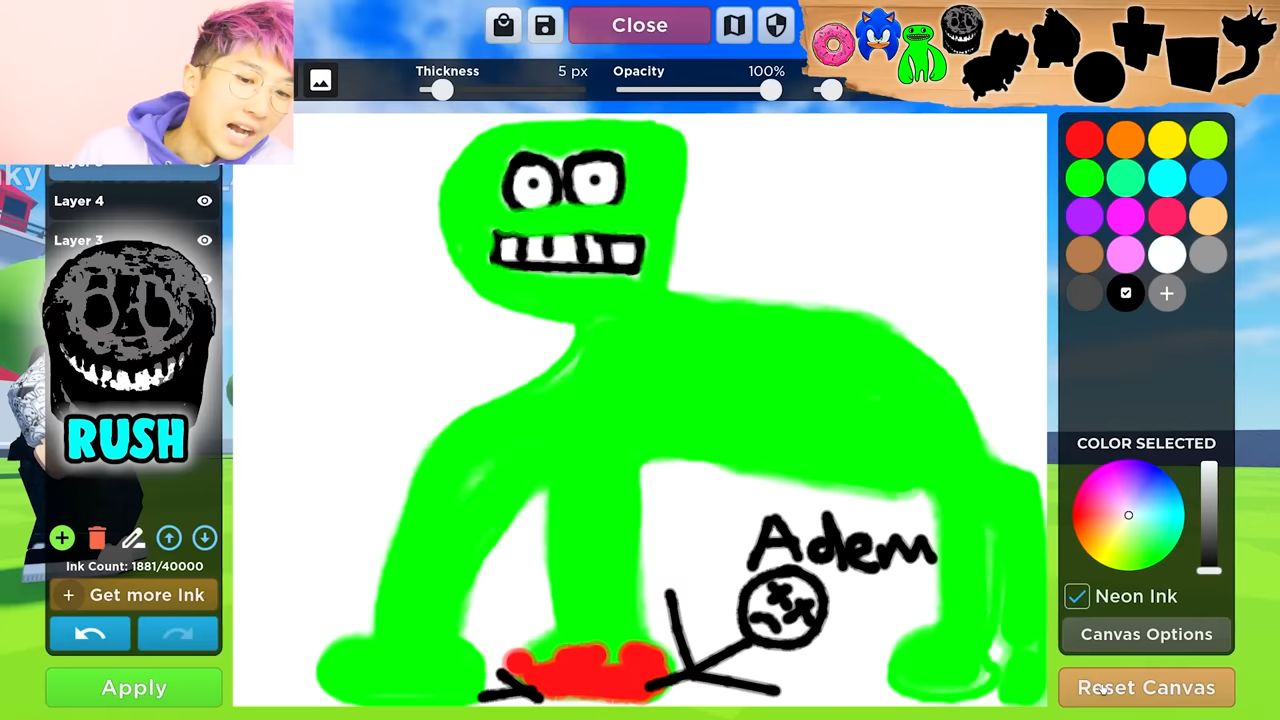 Close
Thickness 5 px Opacity 100%
ky
Layer 4
Layer 3
RUSH
Adem
COLOR SELECTED
Neon Ink
Canvas Options
Ink Count: 1881/40000
+ Get more Ink
Apply
Reset Canvas